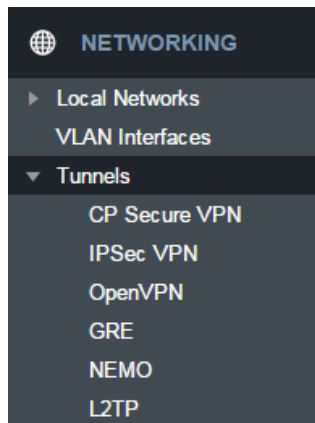 NETWORKING
Local Networks
VLAN Interfaces
Tunnels
CP Secure VPN
IPSec VPN
OpenVPN
GRE
NEMO
L2TP